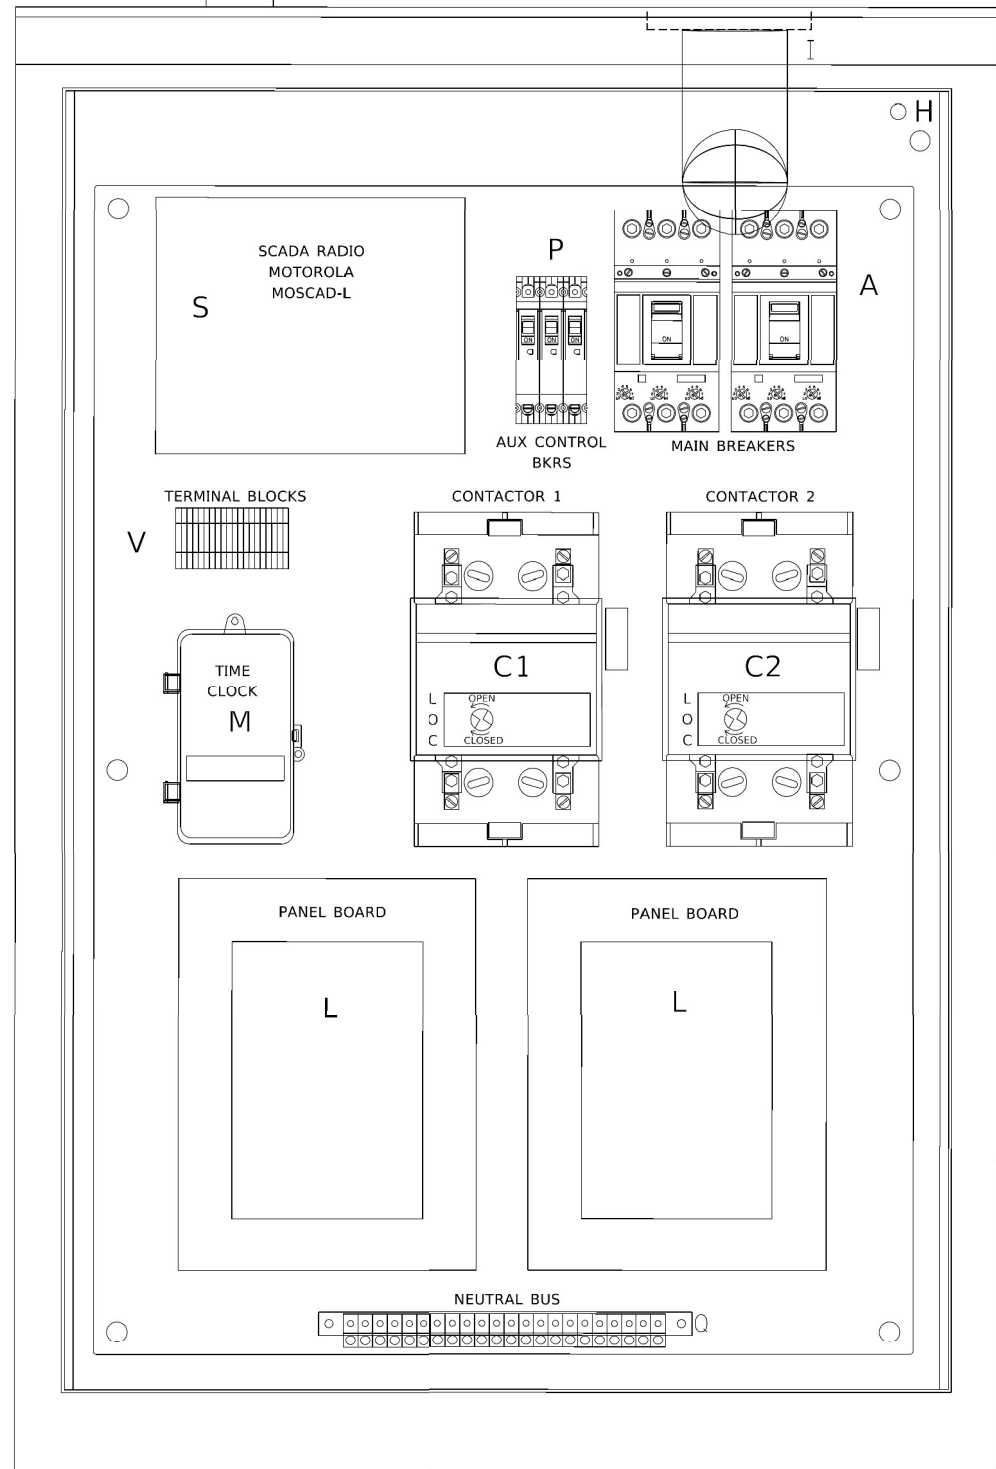 I
H
SCADA RADIO
MOTOROLA
MOSCAD-L
S
P
A
ON
ON
ON
ON
ON
AUX CONTROL
BKRS
MAIN BREAKERS
TERMINAL BLOCKS
V
CONTACTOR 1
CONTACTOR 2
TIME
CLOCK
M
C1
L
O
C
OPEN
CLOSED
C2
L
O
C
OPEN
CLOSED
PANEL BOARD
L
PANEL BOARD
L
NEUTRAL BUS
Q